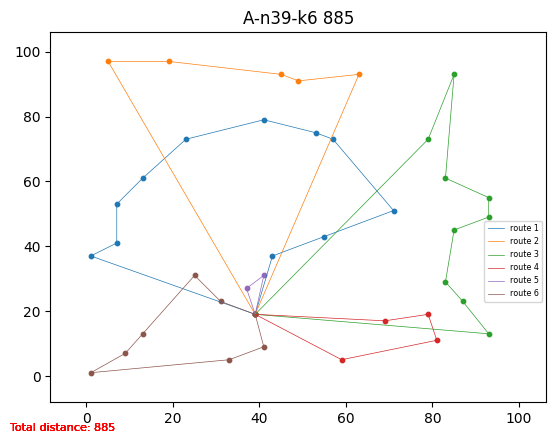 A-n39-k6 885
100
80
60
40
20
0
route 1
route 2
route 3
route 4
route 5
route 6
0 20 40 60 80 100
Total distance: 885